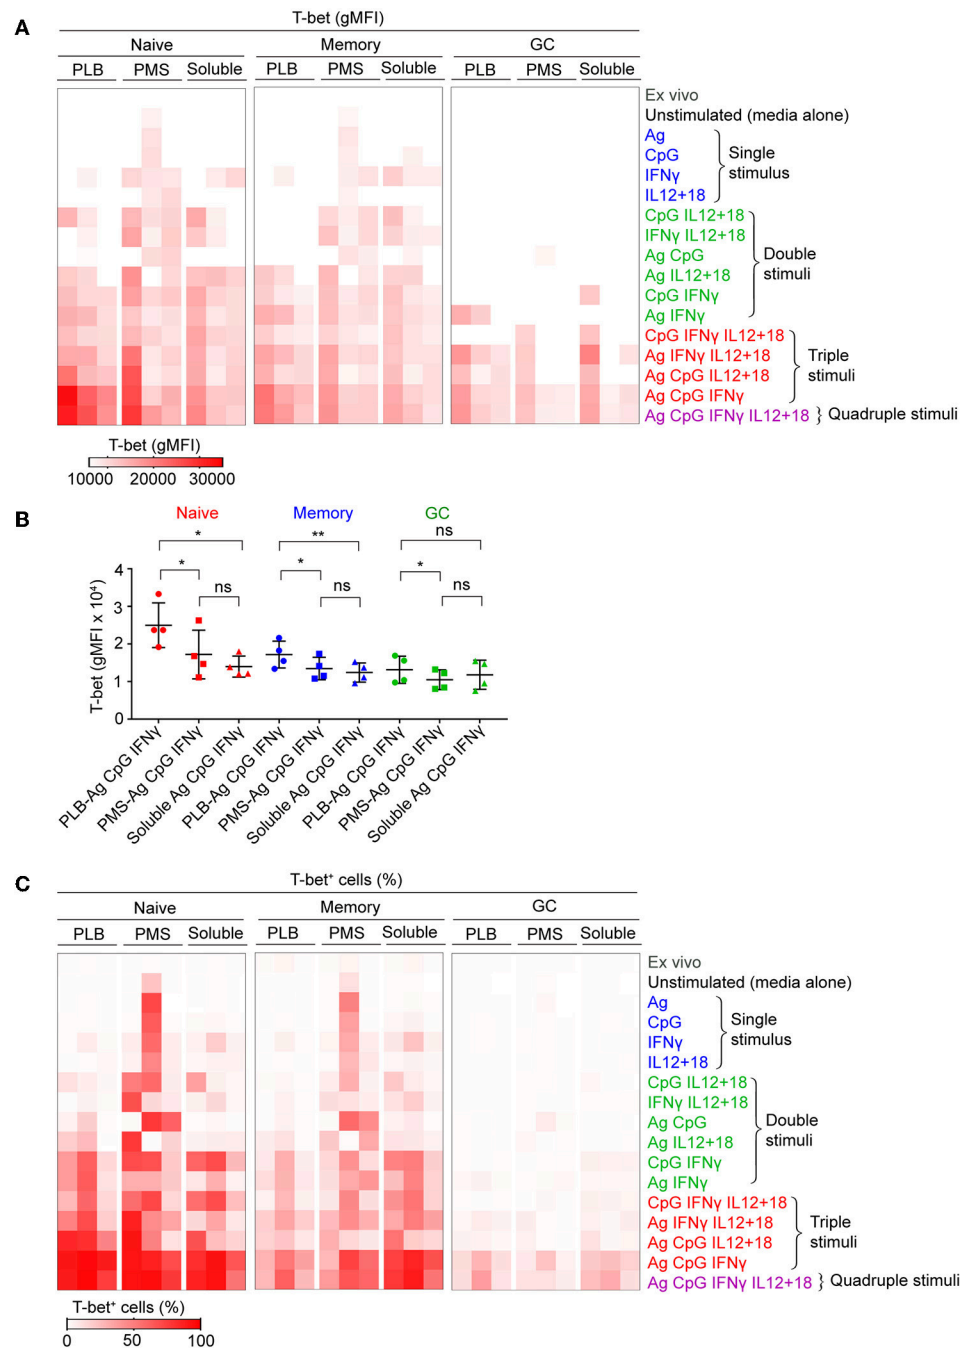 A
T-bet (gMFI)
Naive Memory GC
PLB PMS Soluble PLB PMS Soluble PLB PMS Soluble
Ex vivo
Unstimulated (media alone)
Ag
CpG
IFNγ
IL12+18
Single stimulus
CpG IL12+18
IFNγ IL12+18
Ag CpG
Ag IL12+18
CpG IFNγ
Ag IFNγ
Double stimuli
CpG IFNγ IL12+18
Ag IFNγ IL12+18
Ag CpG IL12+18
Ag CpG IFNγ
Triple stimuli
Ag CpG IFNγ IL12+18 } Quadruple stimuli
T-bet (gMFI)
10000 20000 30000
B
Naive Memory GC
* ** ns
* ns * ns * ns
T-bet (gMFI x 10⁴)
4
3
2
1
0
PLB-Ag CpG IFNγ
PMS-Ag CpG IFNγ
Soluble Ag CpG IFNγ
PLB-Ag CpG IFNγ
PMS-Ag CpG IFNγ
Soluble Ag CpG IFNγ
PLB-Ag CpG IFNγ
PMS-Ag CpG IFNγ
Soluble Ag CpG IFNγ
C
T-bet⁺ cells (%)
Naive Memory GC
PLB PMS Soluble PLB PMS Soluble PLB PMS Soluble
Ex vivo
Unstimulated (media alone)
Ag
CpG
IFNγ
IL12+18
Single stimulus
CpG IL12+18
IFNγ IL12+18
Ag CpG
Ag IL12+18
CpG IFNγ
Ag IFNγ
Double stimuli
CpG IFNγ IL12+18
Ag IFNγ IL12+18
Ag CpG IL12+18
Ag CpG IFNγ
Triple stimuli
Ag CpG IFNγ IL12+18 } Quadruple stimuli
T-bet⁺ cells (%)
0 50 100